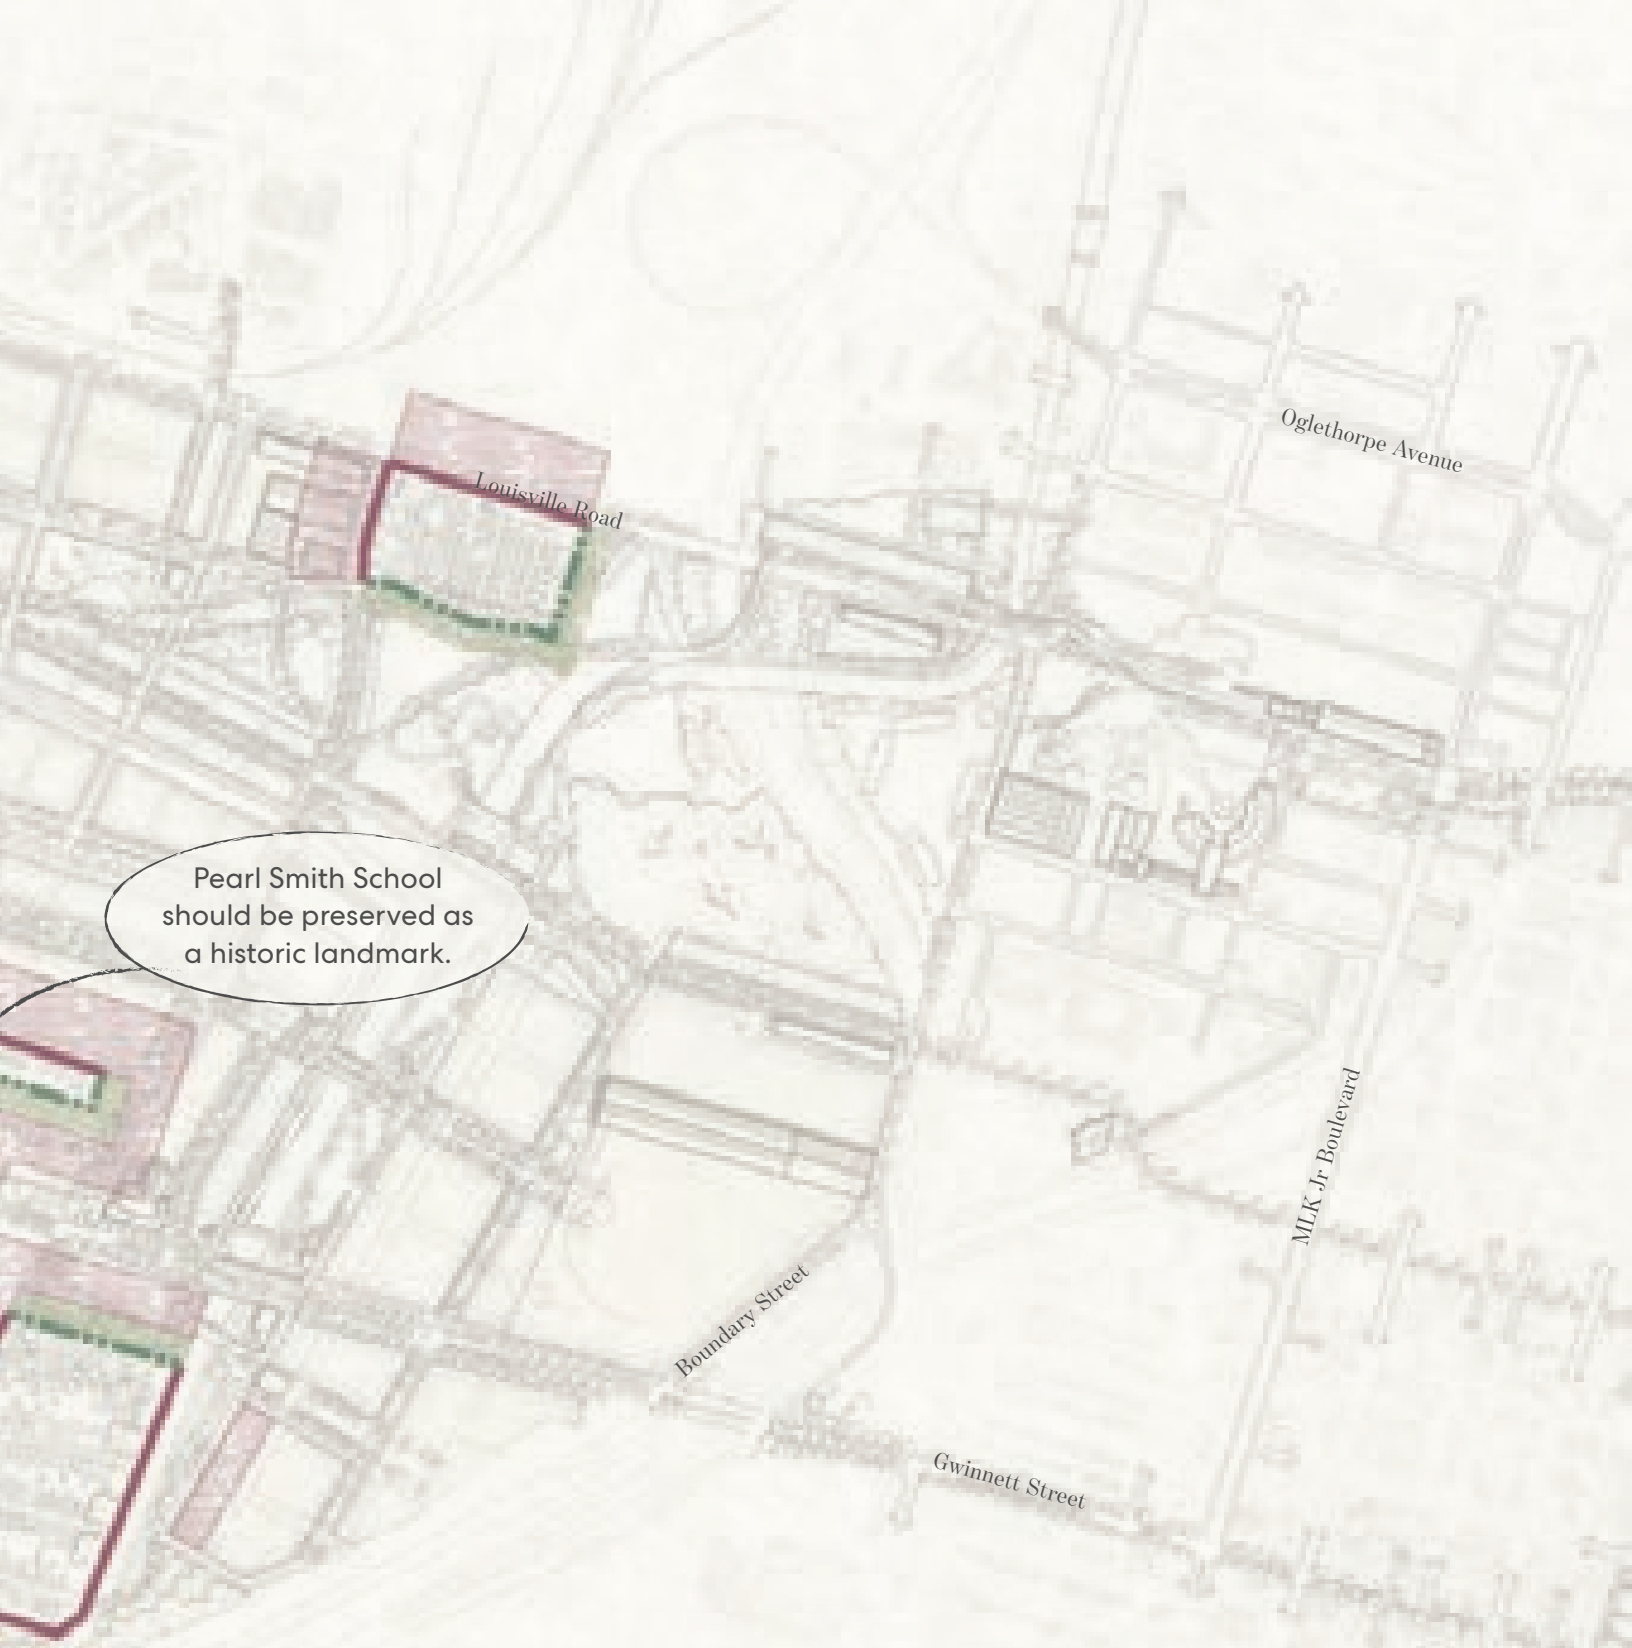 Oglethorpe Avenue
Louisville Road
Pearl Smith School
should be preserved as
a historic landmark.
MLK Jr Boulevard
Boundary Street
Gwinnett Street